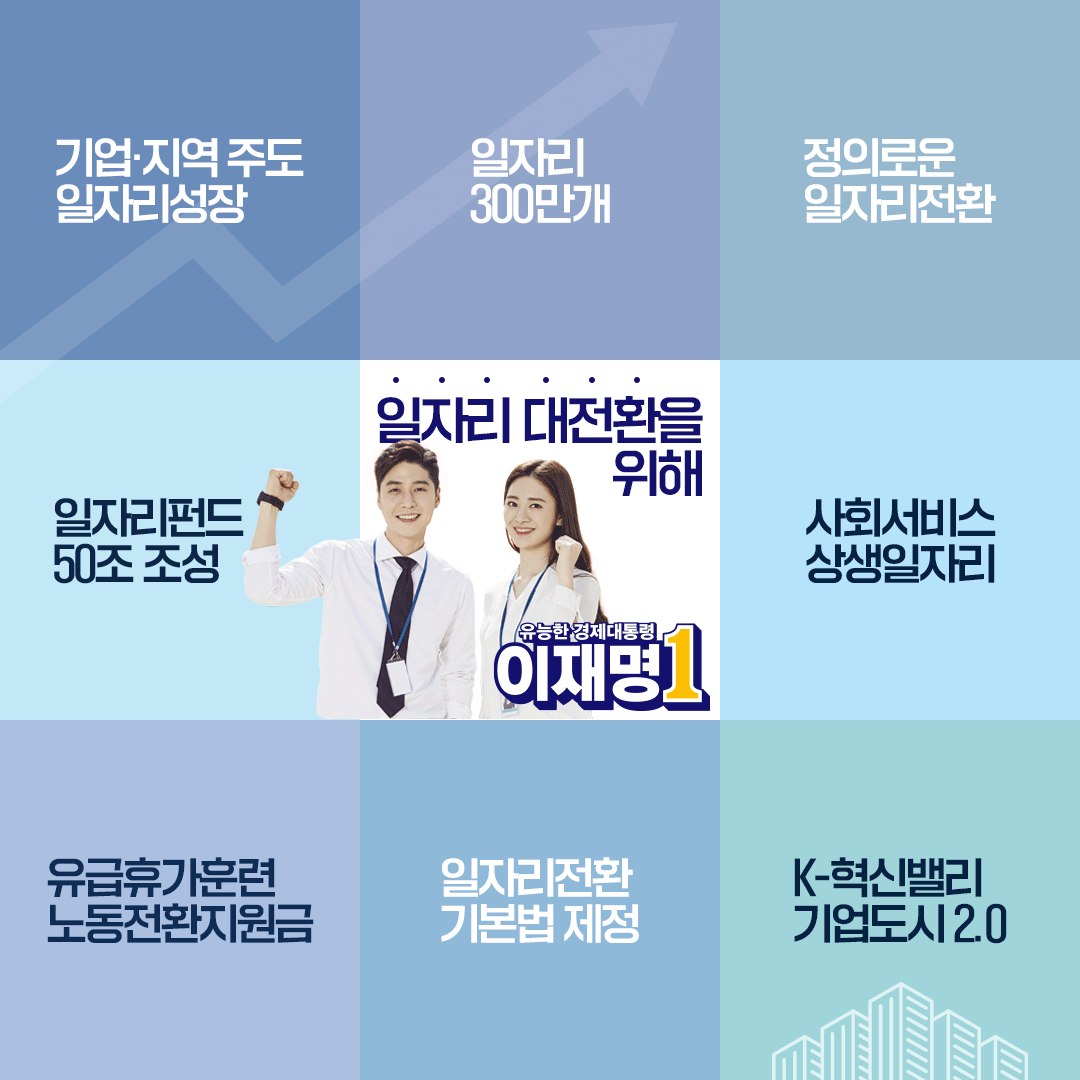 기업·지역 주도
일자리성장
일자리
300만개
정의로운
일자리전환
일자리펀드
50조 조성
일자리 대전환을
위해
유능한 경제대통령
이재명1
사회서비스
상생일자리
유급휴가훈련
노동전환지원금
일자리전환
기본법 제정
K-혁신밸리
기업도시 2.0